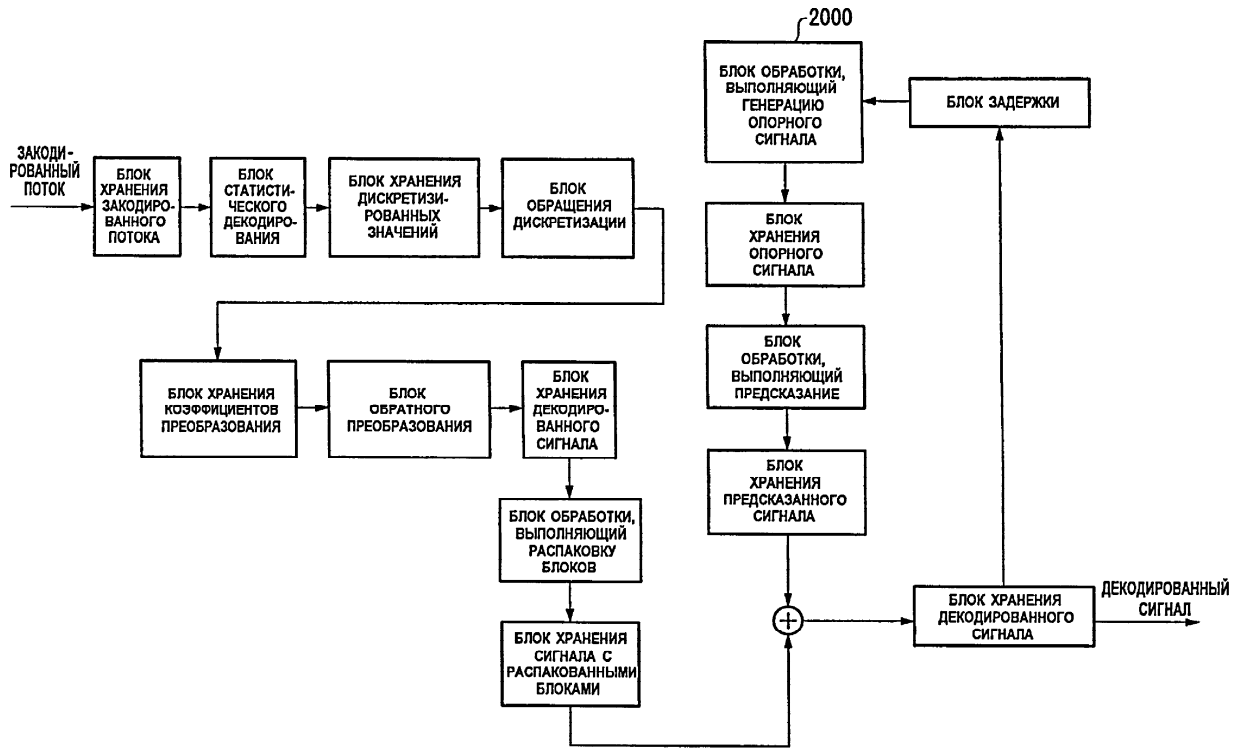 2000
БЛОК ОБРАБОТКИ,
ВЫПОЛНЯЮЩИЙ
ГЕНЕРАЦИЮ
ОПОРНОГО
СИГНАЛА
БЛОК ЗАДЕРЖКИ
ЗАКОДИ-
РОВАННЫЙ
ПОТОК
БЛОК
ХРАНЕНИЯ
ЗАКОДИРО-
ВАННОГО
ПОТОКА
БЛОК
СТАТИСТИ-
ЧЕСКОГО
ДЕКОДИРО-
ВАНИЯ
БЛОК ХРАНЕНИЯ
ДИСКРЕТИЗИ-
РОВАННЫХ
ЗНАЧЕНИЙ
БЛОК
ОБРАЩЕНИЯ
ДИСКРЕТИЗАЦИИ
БЛОК
ХРАНЕНИЯ
ОПОРНОГО
СИГНАЛА
БЛОК ХРАНЕНИЯ
КОЭФФИЦИЕНТОВ
ПРЕОБРАЗОВАНИЯ
БЛОК
ОБРАТНОГО
ПРЕОБРАЗОВАНИЯ
БЛОК
ХРАНЕНИЯ
ДЕКОДИРО-
ВАННОГО
СИГНАЛА
БЛОК
ОБРАБОТКИ,
ВЫПОЛНЯЮЩИЙ
ПРЕДСКАЗАНИЕ
БЛОК
ХРАНЕНИЯ
ПРЕДСКАЗАННОГО
СИГНАЛА
БЛОК ОБРАБОТКИ,
ВЫПОЛНЯЮЩИЙ
РАСПАКОВКУ
БЛОКОВ
БЛОК ХРАНЕНИЯ
СИГНАЛА С
РАСПАКОВАННЫМИ
БЛОКАМИ
БЛОК ХРАНЕНИЯ
ДЕКОДИРОВАННОГО
СИГНАЛА
ДЕКОДИРОВАННЫЙ
СИГНАЛ